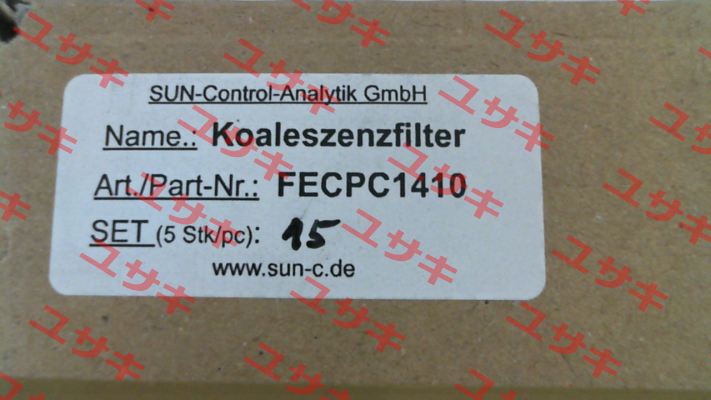 SUN-Control-Analytik GmbH
Name.: Koaleszenzfilter
Art./Part-Nr.: FECPC1410
SET (5 Stk/pc): 15
www.sun-c.de
ユサキ